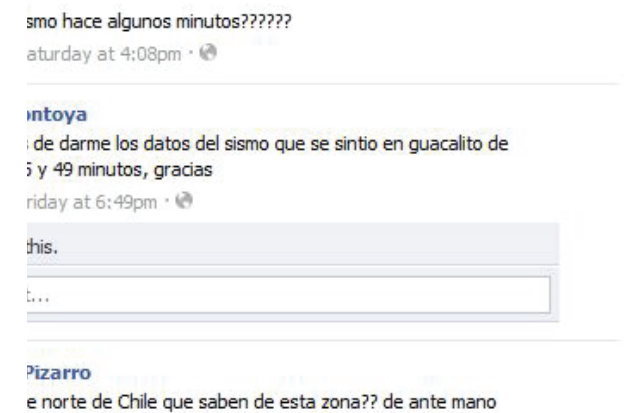 smo hace algunos minutos??????
aturday at 4:08pm ·
ontoya
de darme los datos del sismo que se sintio en guacalito de
y 49 minutos, gracias
riday at 6:49pm ·
this.
t...
Pizarro
e norte de Chile que saben de esta zona?? de ante mano